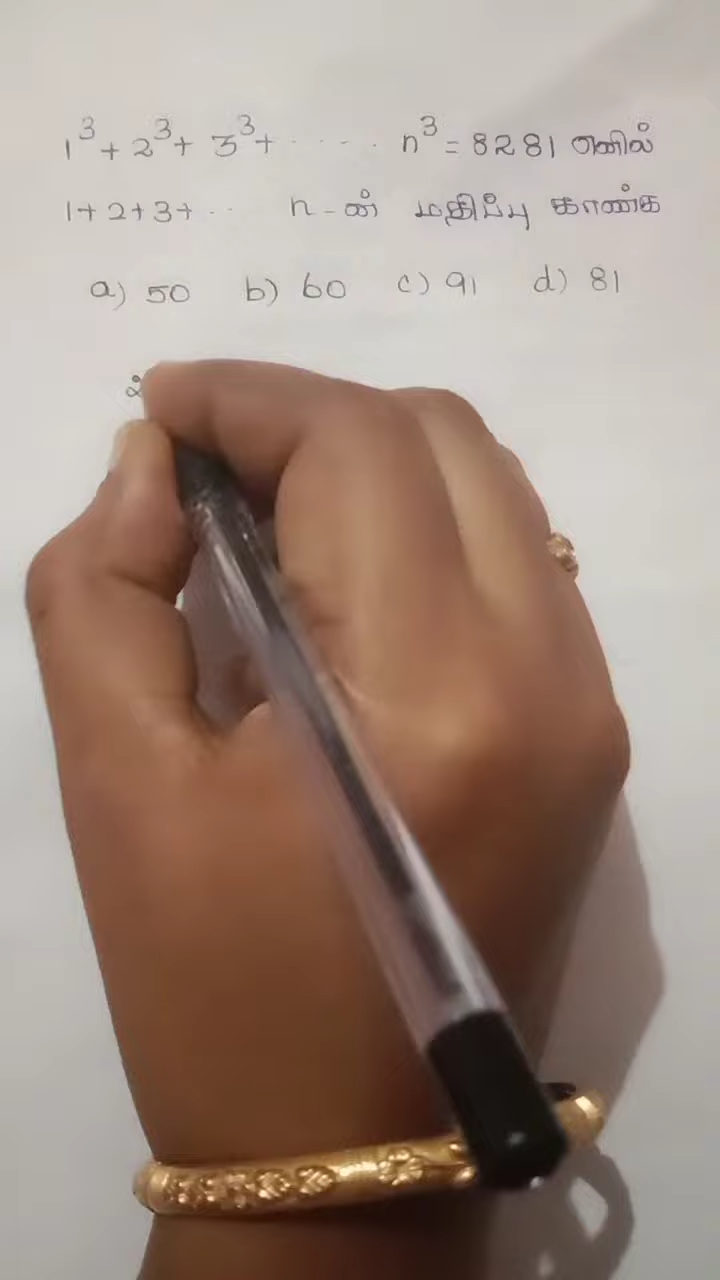 1³ + 2³ + 3³ + ..... n³ = 8281 எனில்
1 + 2 + 3 + .. n - ன் மதிப்பு காண்க
a) 50 b) 60 c) 91 d) 81